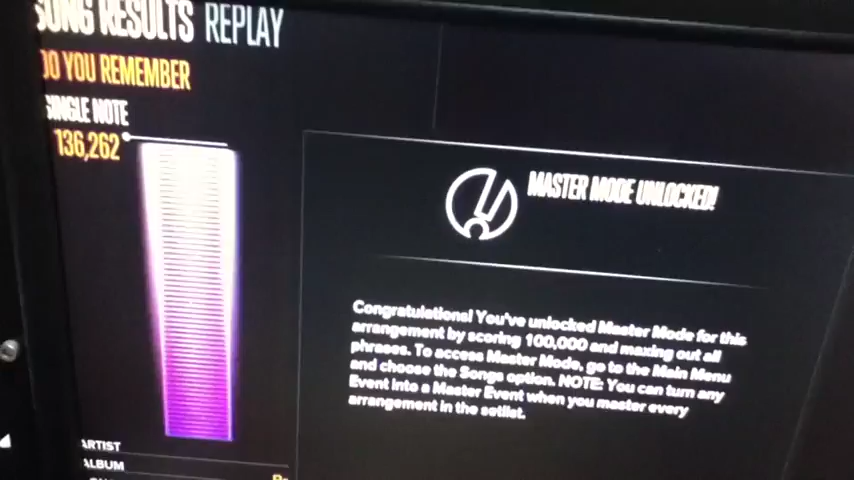 SONG RESULTS REPLAY
DO YOU REMEMBER
SINGLE NOTE
136,262
MASTER MODE UNLOCKED!
Congratulations! You've unlocked Master Mode for this
arrangement by scoring 100,000 and maxing out all
phrases. To access Master Mode, go to the Main Menu
and choose the Songs option. NOTE: You can turn any
Event into a Master Event when you master every
arrangement in the setlist.
ARTIST
ALBUM